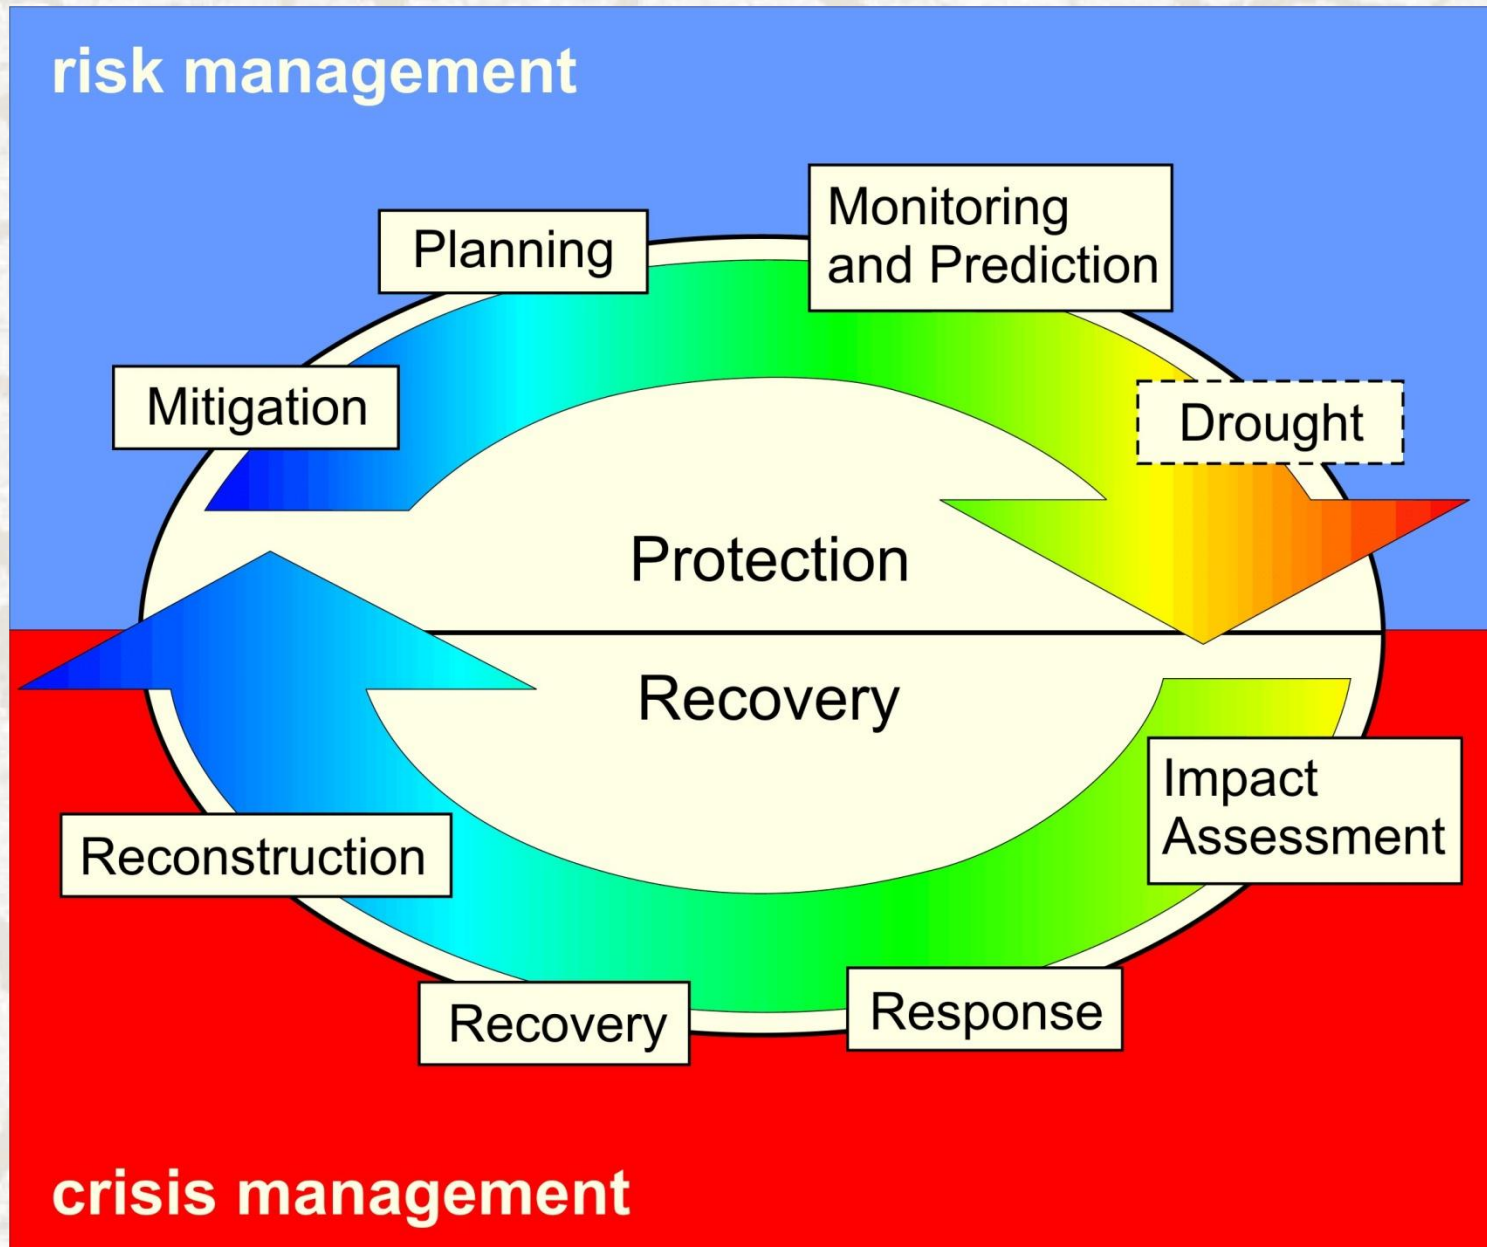 risk management
Planning
Monitoring
and Prediction
Mitigation
Drought
Protection
Recovery
Impact
Assessment
Reconstruction
Recovery
Response
crisis management